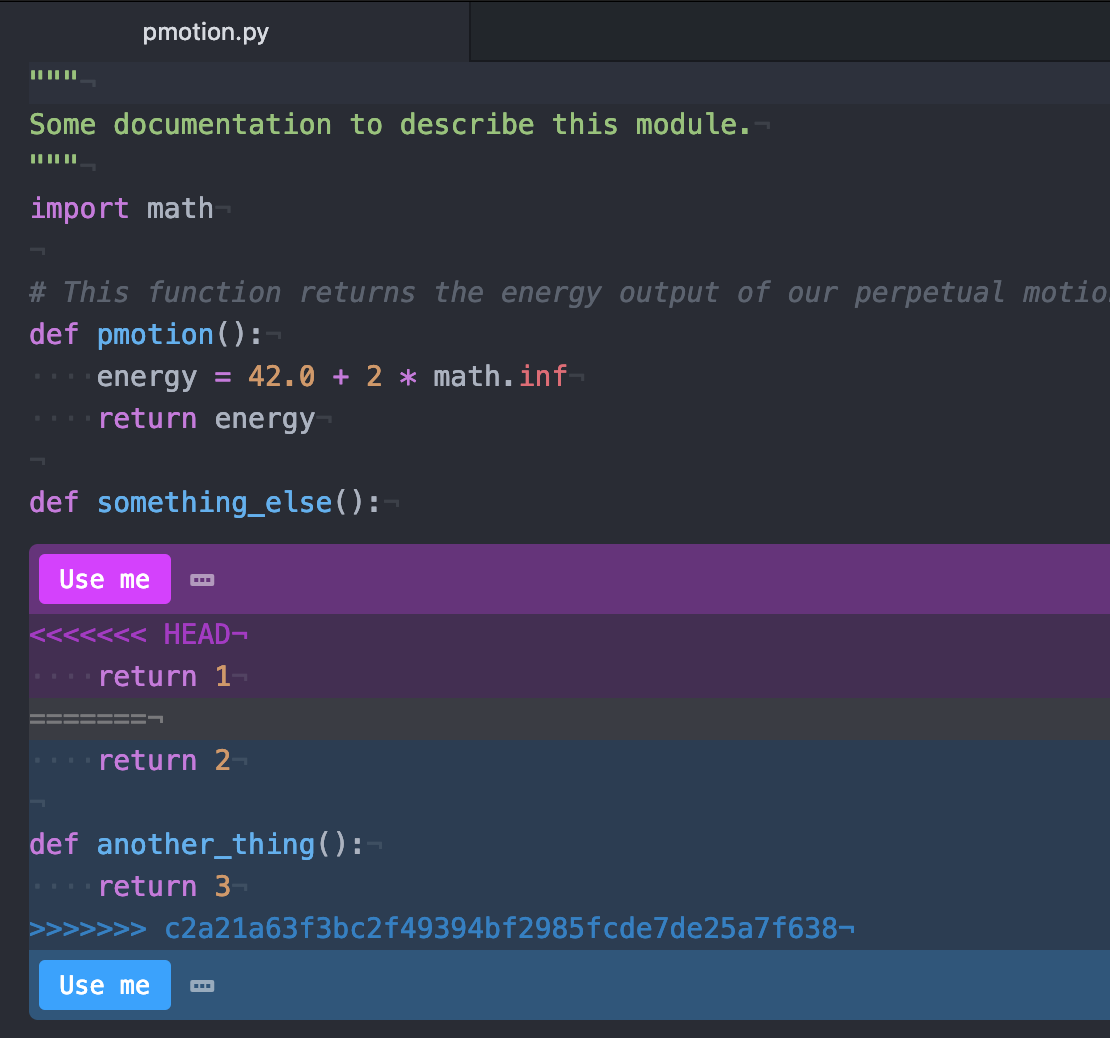 pmotion.py
"""¬
Some documentation to describe this module.¬
"""¬
import math¬
¬
# This function returns the energy output of our perpetual
def pmotion():¬
····energy = 42.0 + 2 * math.inf¬
····return energy¬
¬
def something_else():¬
Use me
<<<<<<< HEAD¬
····return 1¬
=======¬
····return 2¬
¬
def another_thing():¬
····return 3¬
>>>>>>> c2a21a63f3bc2f49394bf2985fcde7de25a7f638¬
Use me